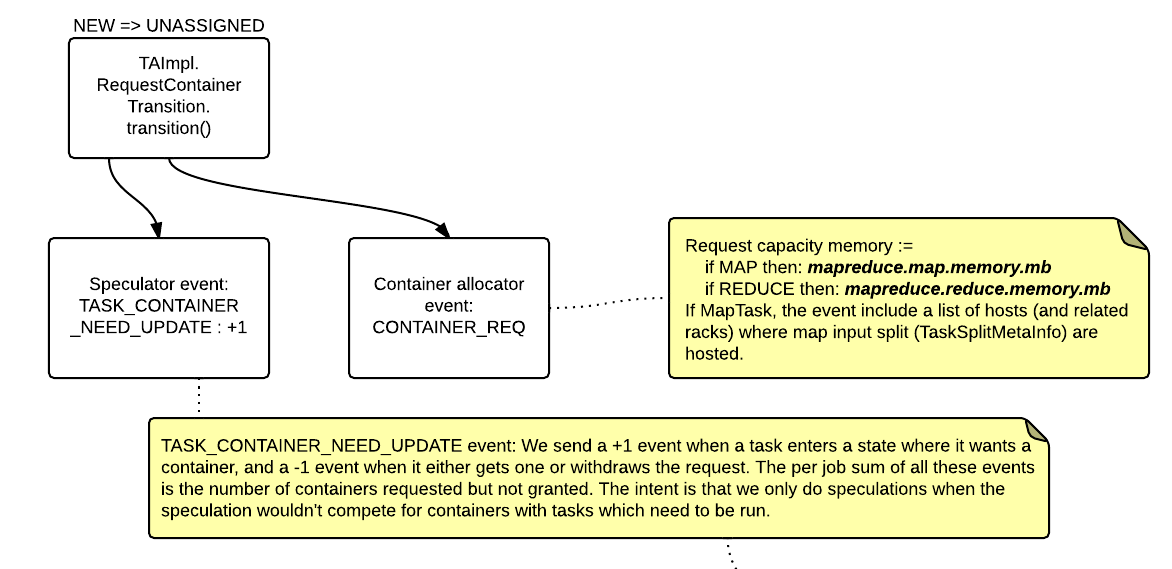 NEW => UNASSIGNED
TAImpl.
RequestContainer
Transition.
transition()
Speculator event:
TASK_CONTAINER
_NEED_UPDATE : +1
Container allocator
event:
CONTAINER_REQ
Request capacity memory :=
if MAP then: mapreduce.map.memory.mb
if REDUCE then: mapreduce.reduce.memory.mb
If MapTask, the event include a list of hosts (and related
racks) where map input split (TaskSplitMetaInfo) are
hosted.
TASK_CONTAINER_NEED_UPDATE event: We send a +1 event when a task enters a state where it wants a
container, and a -1 event when it either gets one or withdraws the request. The per job sum of all these events
is the number of containers requested but not granted. The intent is that we only do speculations when the
speculation wouldn't compete for containers with tasks which need to be run.